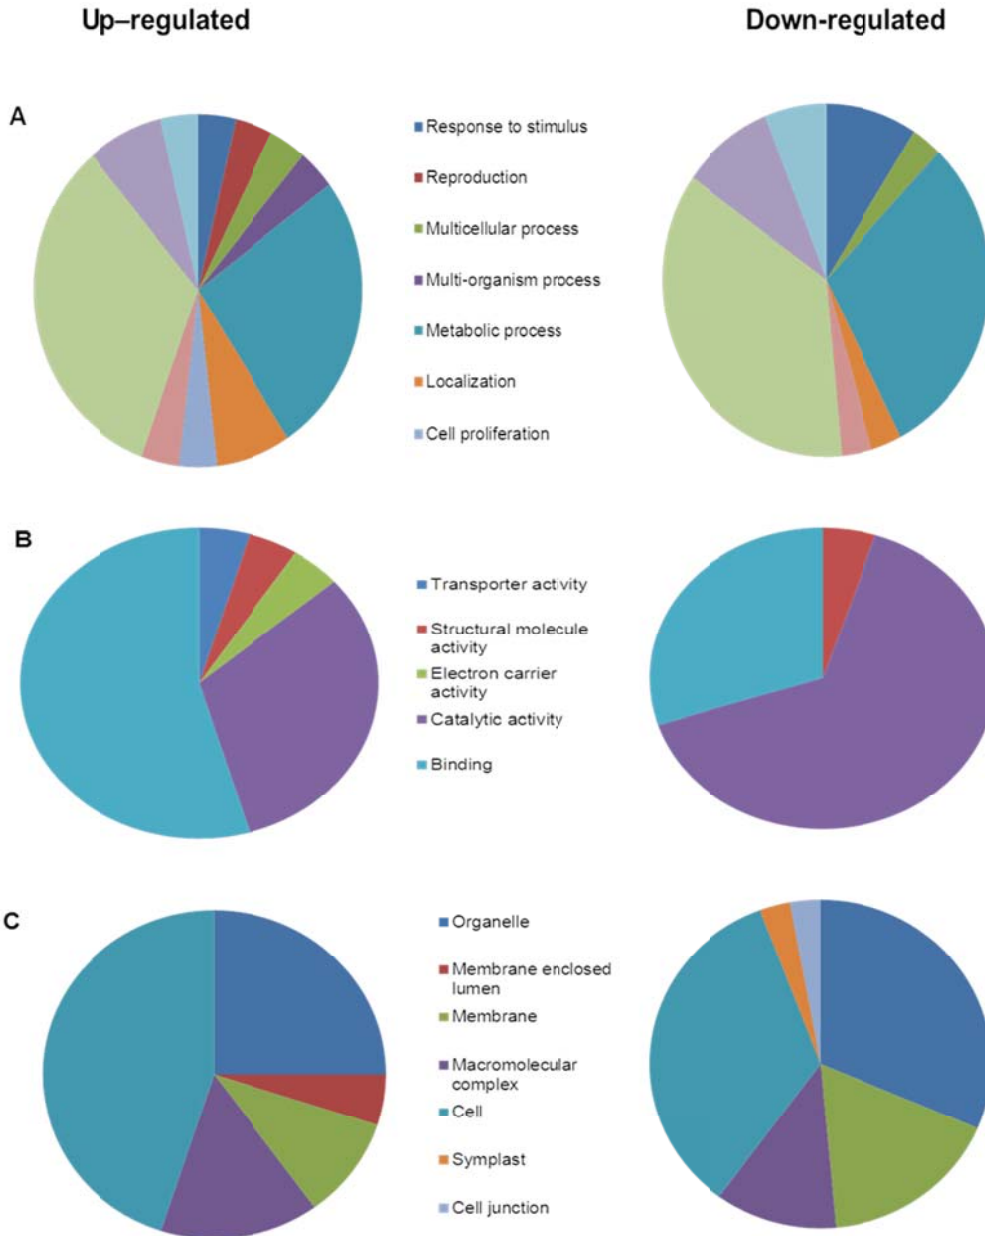 Up–regulated
Down-regulated
A
Response to stimulus
Reproduction
Multicellular process
Multi-organism process
Metabolic process
Localization
Cell proliferation
B
Transporter activity
Structural molecule
activity
Electron carrier
activity
Catalytic activity
Binding
C
Organelle
Membrane enclosed
lumen
Membrane
Macromolecular
complex
Cell
Symplast
Cell junction